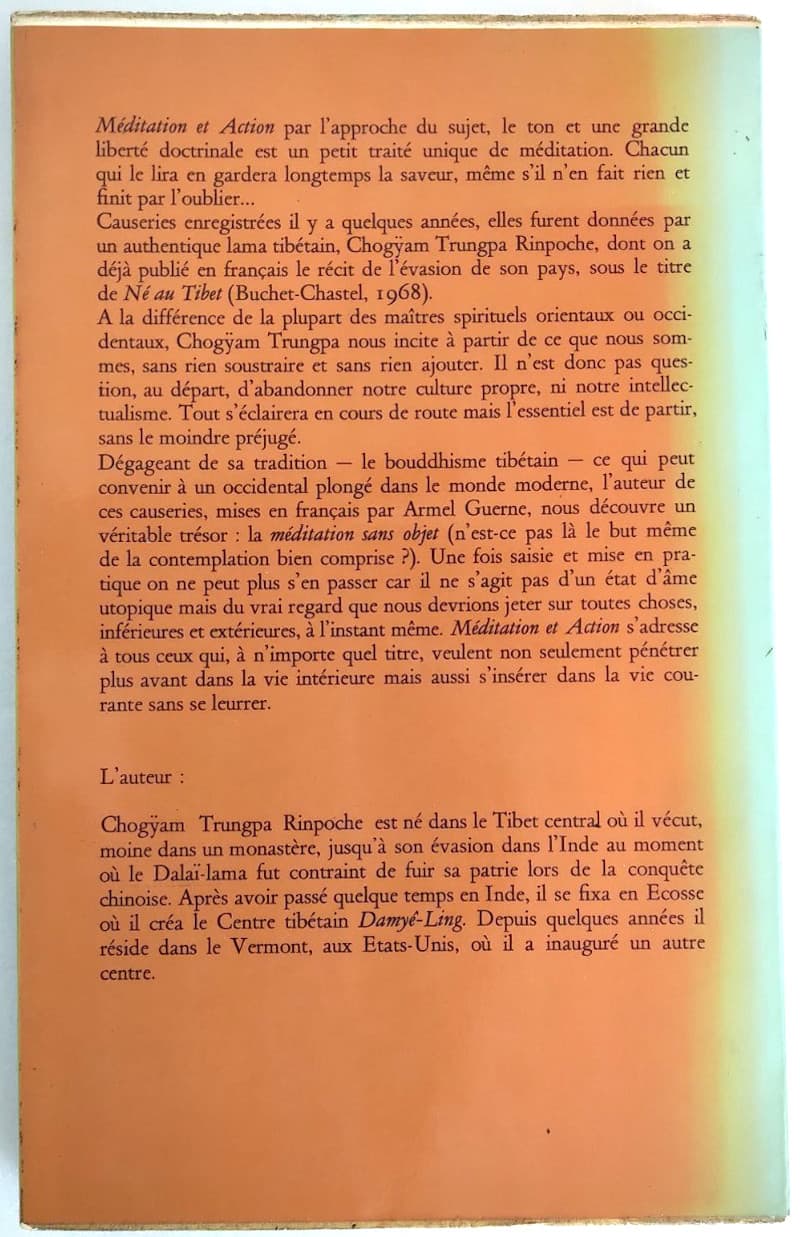 Méditation et Action par l'approche du sujet, le ton et une grande
liberté doctrinale est un petit traité unique de méditation. Chacun
qui le lira en gardera longtemps la saveur, même s'il n'en fait rien et
finit par l'oublier...
Causeries enregistrées il y a quelques années, elles furent données par
un authentique lama tibétain, Chogÿam Trungpa Rinpoche, dont on a
déjà publié en français le récit de l'évasion de son pays, sous le titre
de Né au Tibet (Buchet-Chastel, 1968).
A la différence de la plupart des maîtres spirituels orientaux ou occi-
dentaux, Chogÿam Trungpa nous incite à partir de ce que nous som-
mes, sans rien soustraire et sans rien ajouter. Il n'est donc pas ques-
tion, au départ, d'abandonner notre culture propre, ni notre intellec-
tualisme. Tout s'éclairera en cours de route mais l'essentiel est de partir,
sans le moindre préjugé.
Dégageant de sa tradition — le bouddhisme tibétain — ce qui peut
convenir à un occidental plongé dans le monde moderne, l'auteur de
ces causeries, mises en français par Armel Guerne, nous découvre un
véritable trésor : la méditation sans objet (n'est-ce pas là le but même
de la contemplation bien comprise ?). Une fois saisie et mise en pra-
tique on ne peut plus s'en passer car il ne s'agit pas d'un état d'âme
utopique mais du vrai regard que nous devrions jeter sur toutes choses,
inférieures et extérieures, à l'instant même. Méditation et Action s'adresse
à tous ceux qui, à n'importe quel titre, veulent non seulement pénétrer
plus avant dans la vie intérieure mais aussi s'insérer dans la vie cou-
rante sans se leurrer.
L'auteur :
Chogÿam Trungpa Rinpoche est né dans le Tibet central où il vécut,
moine dans un monastère, jusqu'à son évasion dans l'Inde au moment
où le Dalaï-lama fut contraint de fuir sa patrie lors de la conquête
chinoise. Après avoir passé quelque temps en Inde, il se fixa en Ecosse
où il créa le Centre tibétain Damyê-Ling. Depuis quelques années il
réside dans le Vermont, aux Etats-Unis, où il a inauguré un autre
centre.